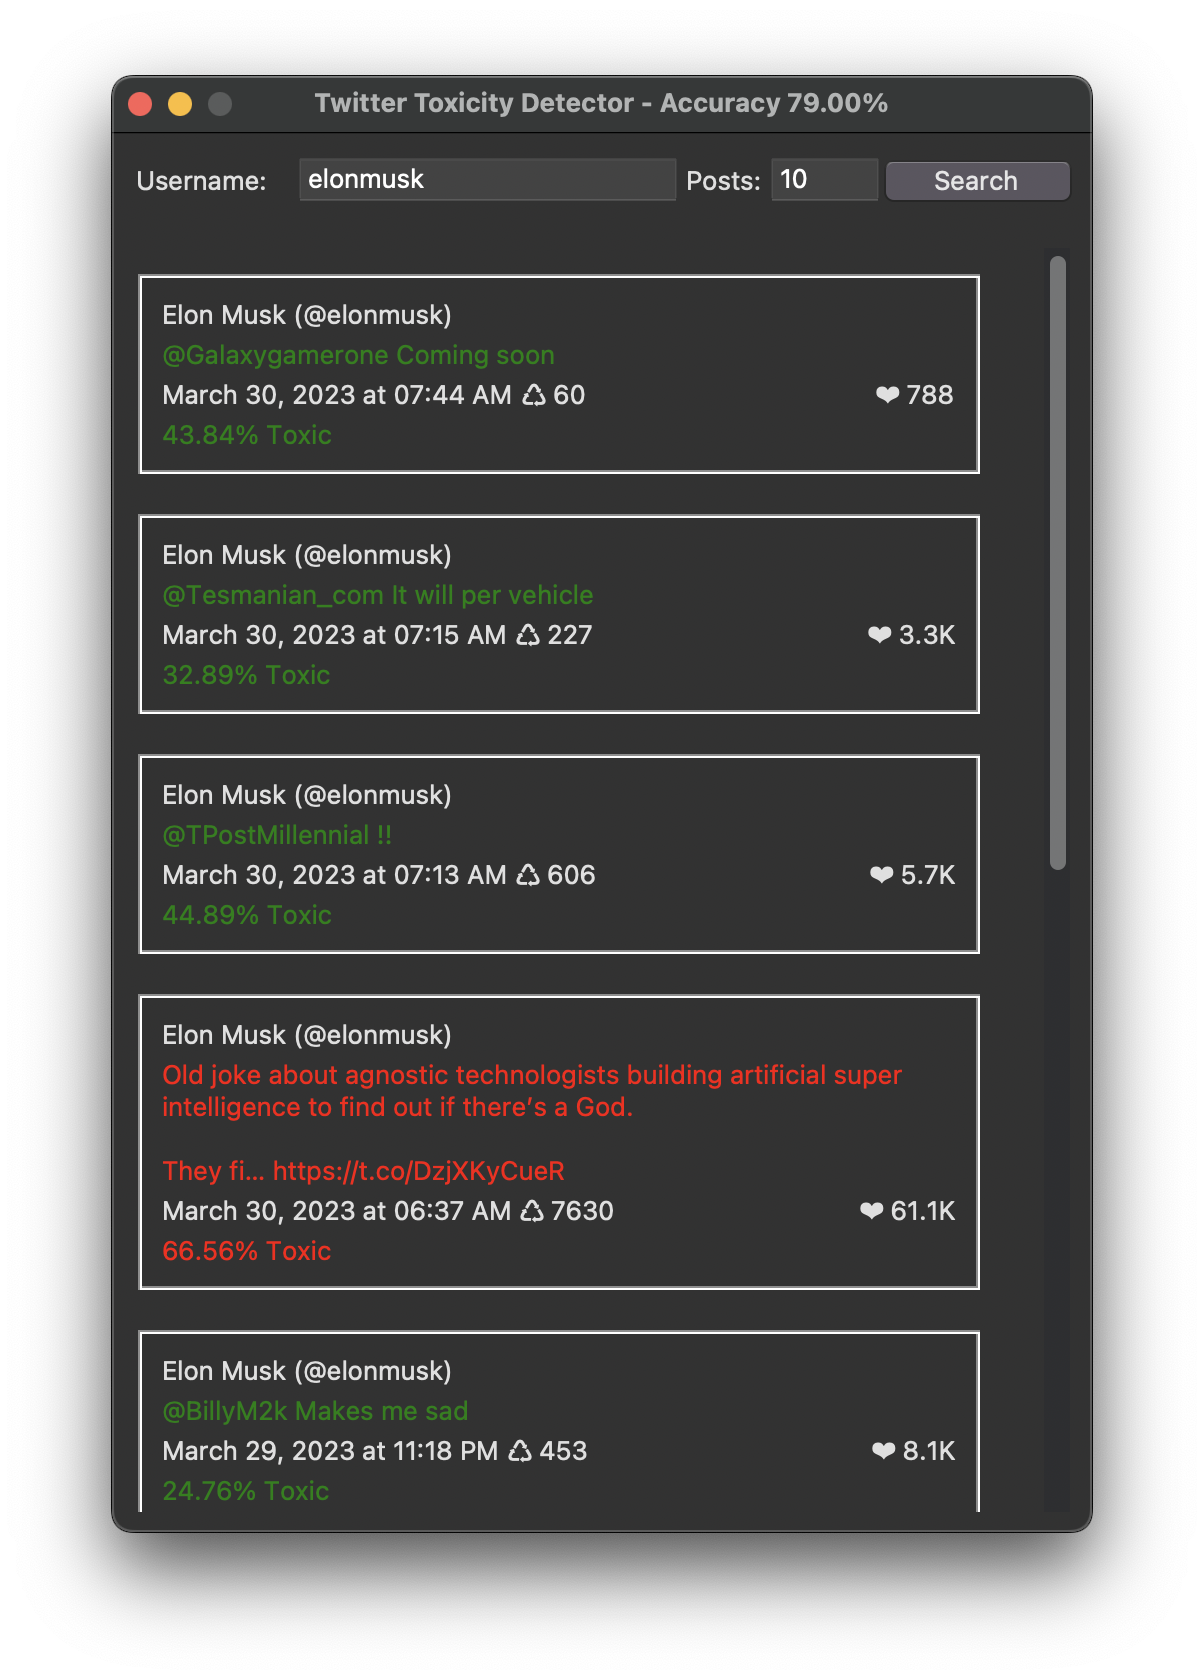 Twitter Toxicity Detector - Accuracy 79.00%
Username: elonmusk Posts: 10 Search
Elon Musk (@elonmusk)
@Galaxygamerone Coming soon
March 30, 2023 at 07:44 AM ♺ 60 ❤ 788
43.84% Toxic
Elon Musk (@elonmusk)
@Tesmanian_com It will per vehicle
March 30, 2023 at 07:15 AM ♺ 227 ❤ 3.3K
32.89% Toxic
Elon Musk (@elonmusk)
@TPostMillennial !!
March 30, 2023 at 07:13 AM ♺ 606 ❤ 5.7K
44.89% Toxic
Elon Musk (@elonmusk)
Old joke about agnostic technologists building artificial super
intelligence to find out if there’s a God.
They fi... https://t.co/DzjXKyCueR
March 30, 2023 at 06:37 AM ♺ 7630 ❤ 61.1K
66.56% Toxic
Elon Musk (@elonmusk)
@BillyM2k Makes me sad
March 29, 2023 at 11:18 PM ♺ 453 ❤ 8.1K
24.76% Toxic